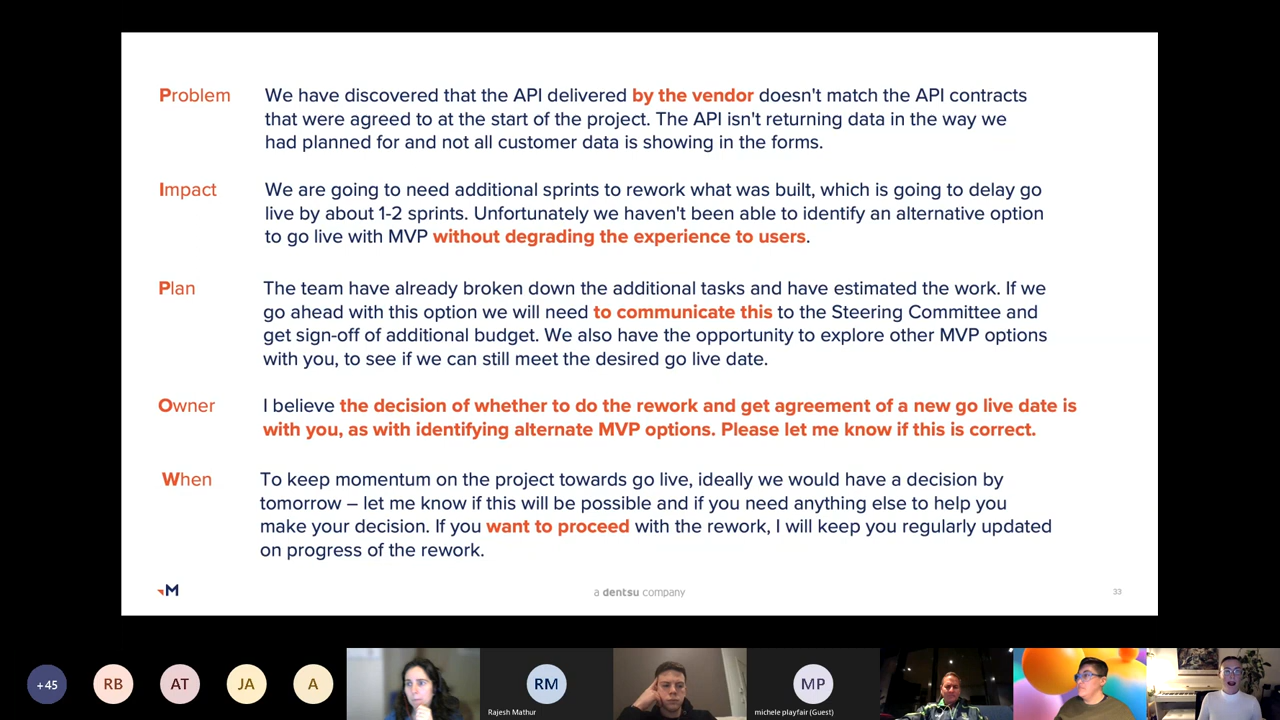 Problem
We have discovered that the API delivered by the vendor doesn't match the API contracts
that were agreed to at the start of the project. The API isn't returning data in the way we
had planned for and not all customer data is showing in the forms.
Impact
We are going to need additional sprints to rework what was built, which is going to delay go
live by about 1-2 sprints. Unfortunately we haven't been able to identify an alternative option
to go live with MVP without degrading the experience to users.
Plan
The team have already broken down the additional tasks and have estimated the work. If we
go ahead with this option we will need to communicate this to the Steering Committee and
get sign-off of additional budget. We also have the opportunity to explore other MVP options
with you, to see if we can still meet the desired go live date.
Owner
I believe the decision of whether to do the rework and get agreement of a new go live date is
with you, as with identifying alternate MVP options. Please let me know if this is correct.
When
To keep momentum on the project towards go live, ideally we would have a decision by
tomorrow – let me know if this will be possible and if you need anything else to help you
make your decision. If you want to proceed with the rework, I will keep you regularly updated
on progress of the rework.
M
a dentsu company
33
+45
RB
AT
JA
A
RM
Rajesh Mathur
MP
michele playfair (Guest)